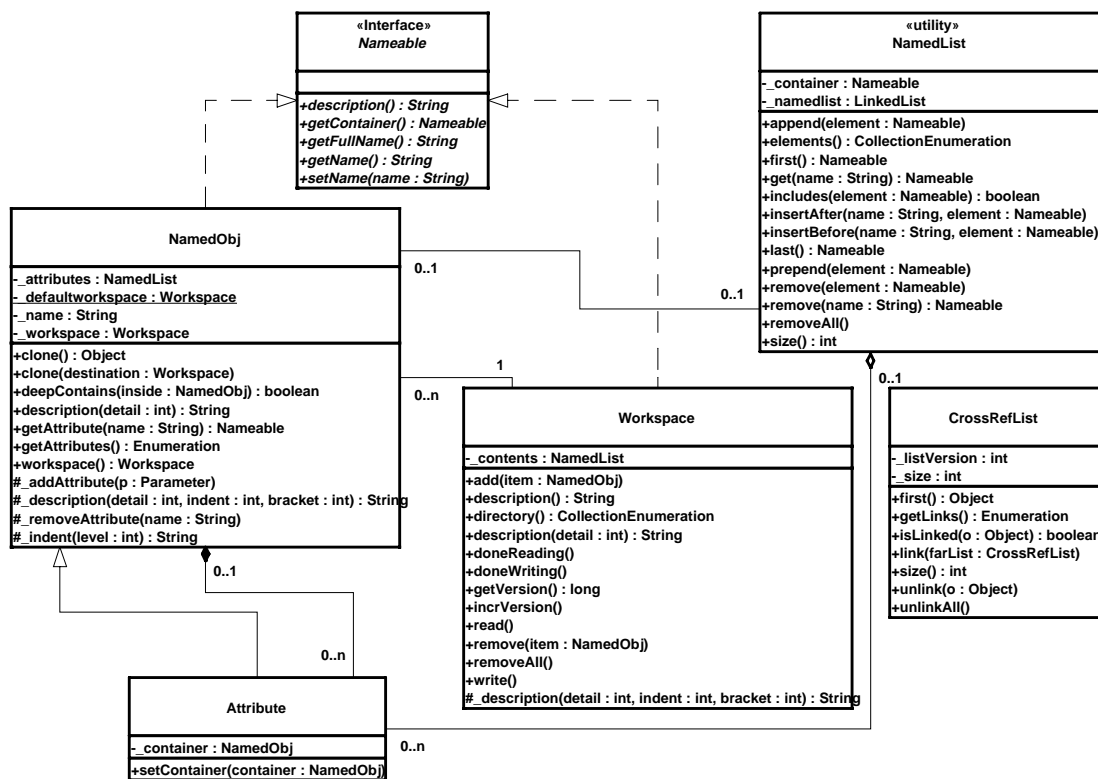 «Interface»
Nameable
+description() : String
+getContainer() : Nameable
+getFullName() : String
+getName() : String
+setName(name : String)
«utility»
NamedList
-_container : Nameable
-_namedlist : LinkedList
+append(element : Nameable)
+elements() : CollectionEnumeration
+first() : Nameable
+get(name : String) : Nameable
+includes(element : Nameable) : boolean
+insertAfter(name : String, element : Nameable)
+insertBefore(name : String, element : Nameable)
+last() : Nameable
+prepend(element : Nameable)
+remove(element : Nameable)
+remove(name : String) : Nameable
+removeAll()
+size() : int
NamedObj
-_attributes : NamedList
-_defaultworkspace : Workspace
-_name : String
-_workspace : Workspace
+clone() : Object
+clone(destination : Workspace)
+deepContains(inside : NamedObj) : boolean
+description(detail : int) : String
+getAttribute(name : String) : Nameable
+getAttributes() : Enumeration
+workspace() : Workspace
#_addAttribute(p : Parameter)
#_description(detail : int, indent : int, bracket : int) : String
#_removeAttribute(name : String)
#_indent(level : int) : String
0..1
0..1
1
0..n
0..1
Workspace
-_contents : NamedList
+add(item : NamedObj)
+description() : String
+directory() : CollectionEnumeration
+description(detail : int) : String
+doneReading()
+doneWriting()
+getVersion() : long
+incrVersion()
+read()
+remove(item : NamedObj)
+removeAll()
+write()
#_description(detail : int, indent : int, bracket : int) : String
CrossRefList
-_listVersion : int
-_size : int
+first() : Object
+getLinks() : Enumeration
+isLinked(o : Object) : boolean
+link(farList : CrossRefList)
+size() : int
+unlink(o : Object)
+unlinkAll()
0..1
0..n
Attribute
-_container : NamedObj
+setContainer(container : NamedObj)
0..n